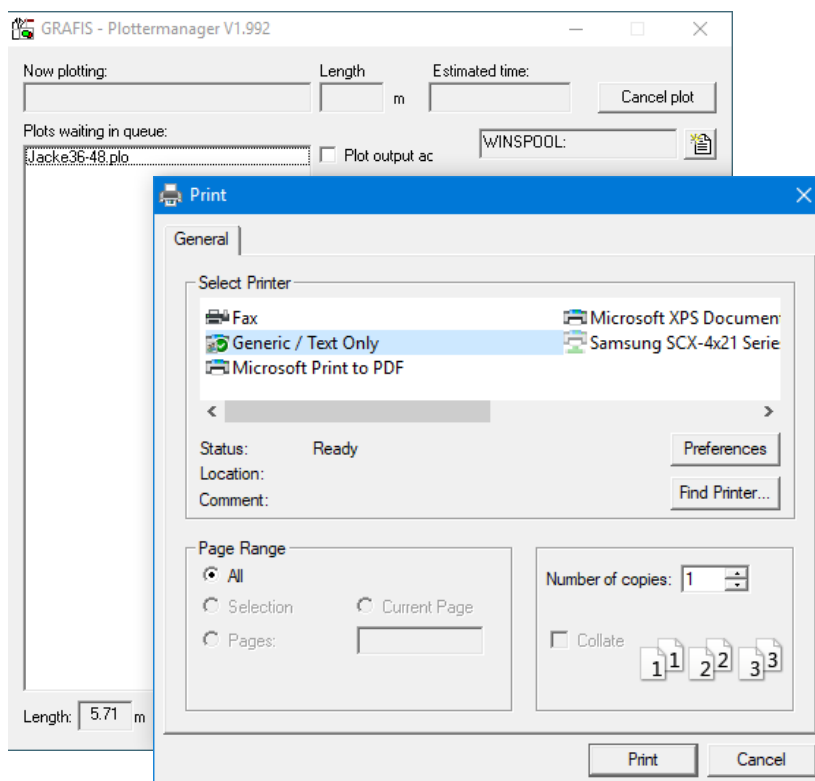 GRAFIS - Plottermanager V1.992
Now plotting:
Length
Estimated time:
m
Cancel plot
Plots waiting in queue:
Jacke36-48.plo
Plot output ac
WINSPOOL:
Print
General
Select Printer
Fax
Generic / Text Only
Microsoft Print to PDF
Microsoft XPS Documen
Samsung SCX-4x21 Serie
Status: Ready
Location:
Comment:
Preferences
Find Printer...
Page Range
All
Selection
Current Page
Pages:
Number of copies: 1
Collate
1 1 2 2 3 3
Length: 5.71 m
Print
Cancel